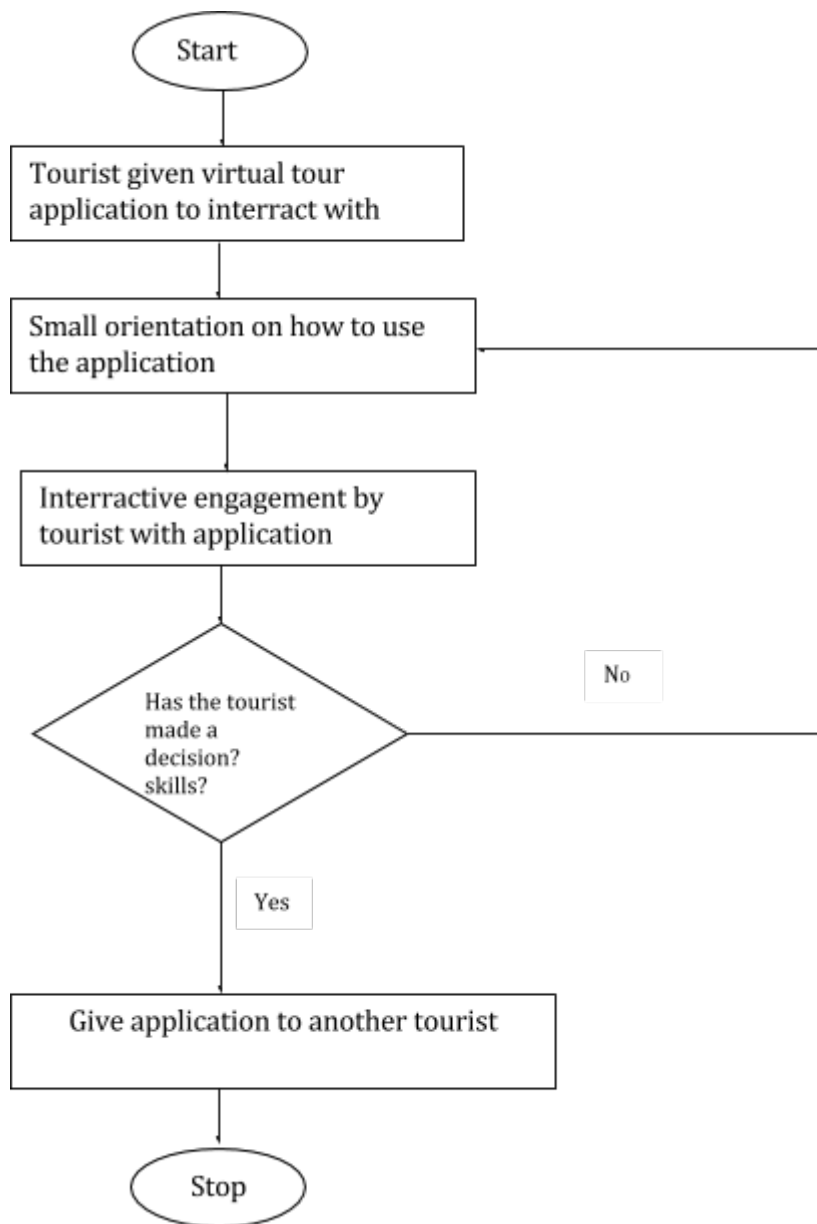 Start
Tourist given virtual tour
application to interract with
Small orientation on how to use
the application
Interractive engagement by
tourist with application
Has the tourist
made a
decision?
skills?
No
Yes
Give application to another tourist
Stop